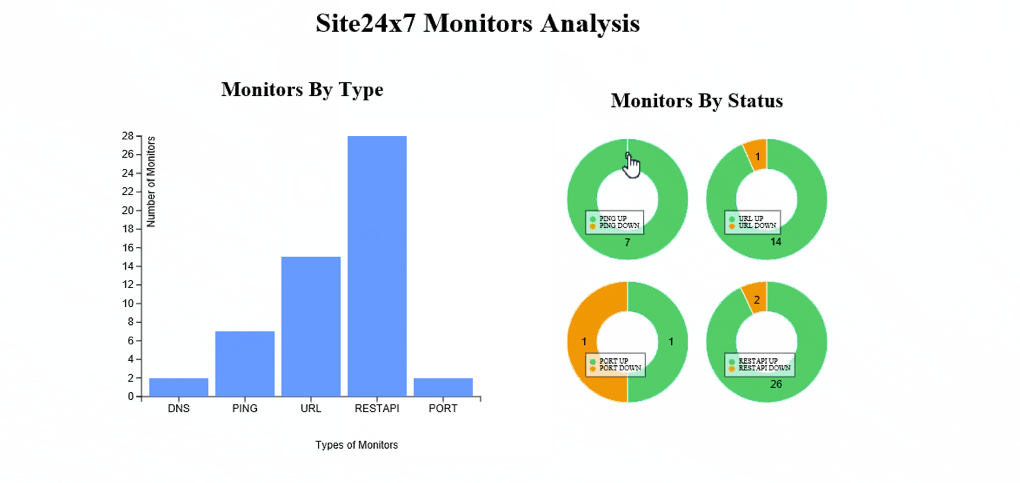 Site24x7 Monitors Analysis
Monitors By Type
Number of Monitors
28
26
24
22
20
18
16
14
12
10
8
6
4
2
0
DNS
PING
URL
RESTAPI
PORT
Types of Monitors
Monitors By Status
0
PING UP
PING DOWN
7
1
URL UP
URL DOWN
14
1
1
PORT UP
PORT DOWN
2
RESTAPI UP
RESTAPI DOWN
26